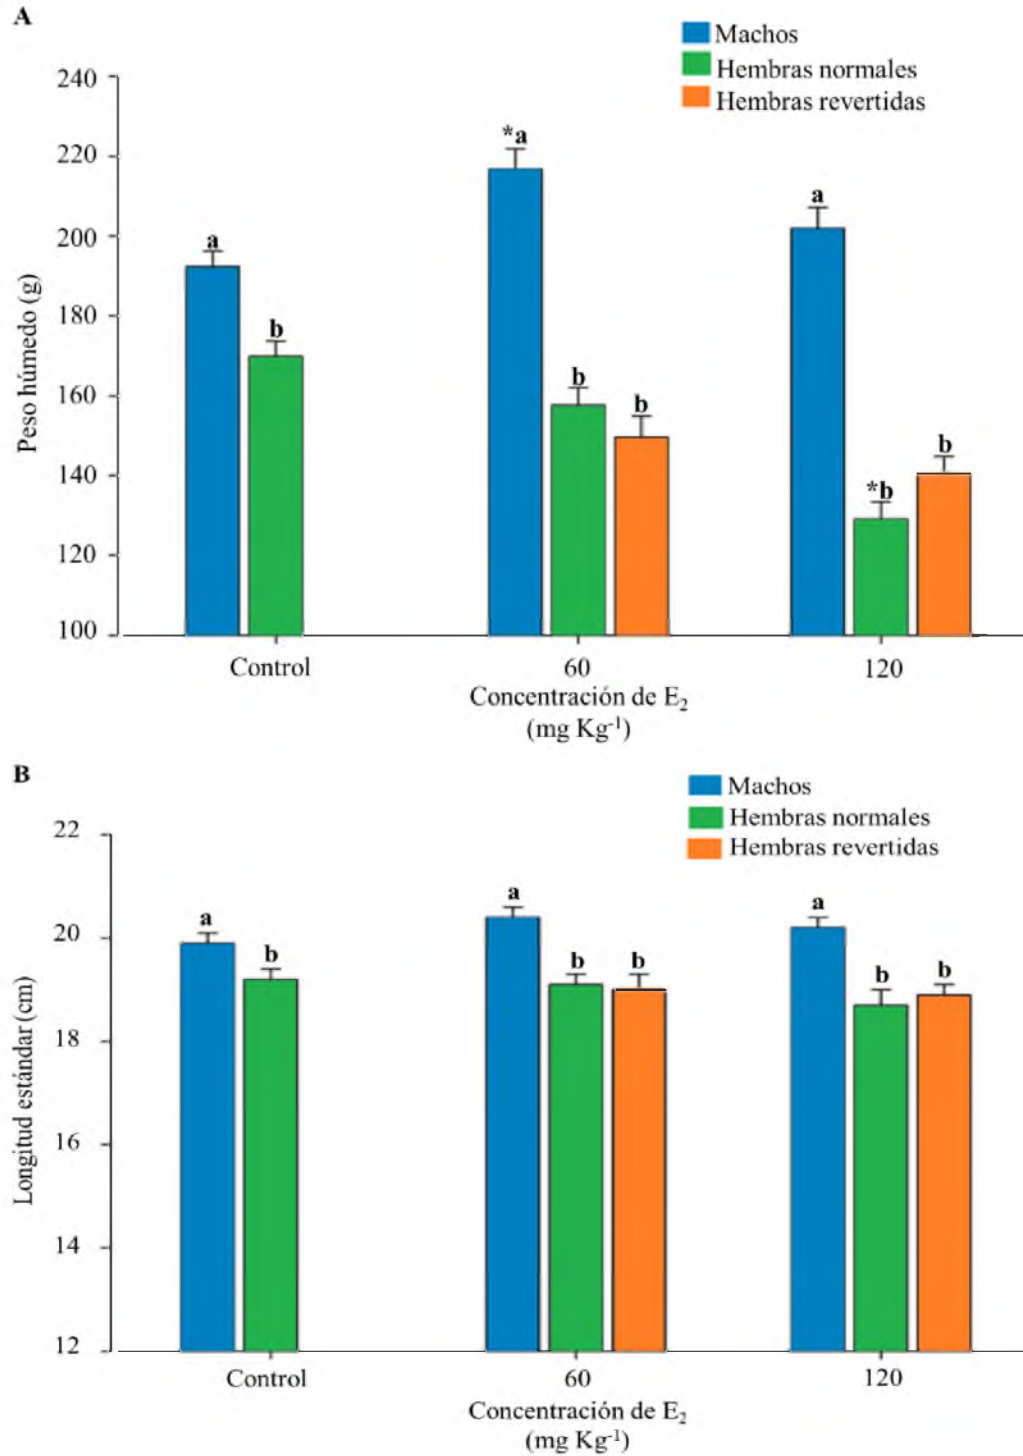 A
Machos
Hembras normales
Hembras revertidas
240
220
200
180
160
140
120
100
Peso húmedo (g)
a
b
*a
b
b
a
*b
b
Control
60
120
Concentración de E₂
(mg Kg⁻¹)
B
Machos
Hembras normales
Hembras revertidas
22
20
18
16
14
12
Longitud estándar (cm)
a
b
a
b
b
a
b
b
Control
60
120
Concentración de E₂
(mg Kg⁻¹)